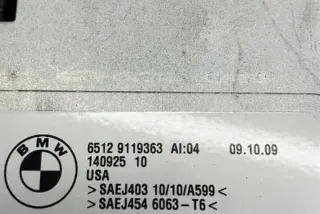 BMW
6512 9119363 AI:04 09.10.09
140925 10
USA
>SAEJ403 10/10/A599<
>SAEJ454 6063-T6<